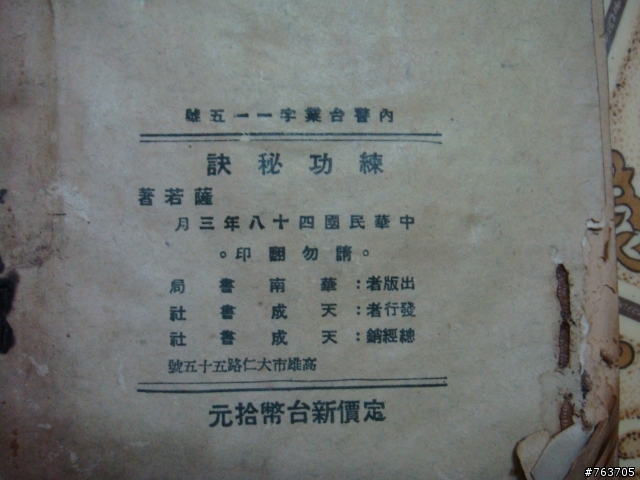 內警台業字一一五號
練功秘訣
薩若著
中華民國四十八年三月
。請勿翻印。
出版者：華南書局
發行者：天成書社
總經銷：天成書社
高雄市大仁路五十五號
定價新台幣拾元
#763705